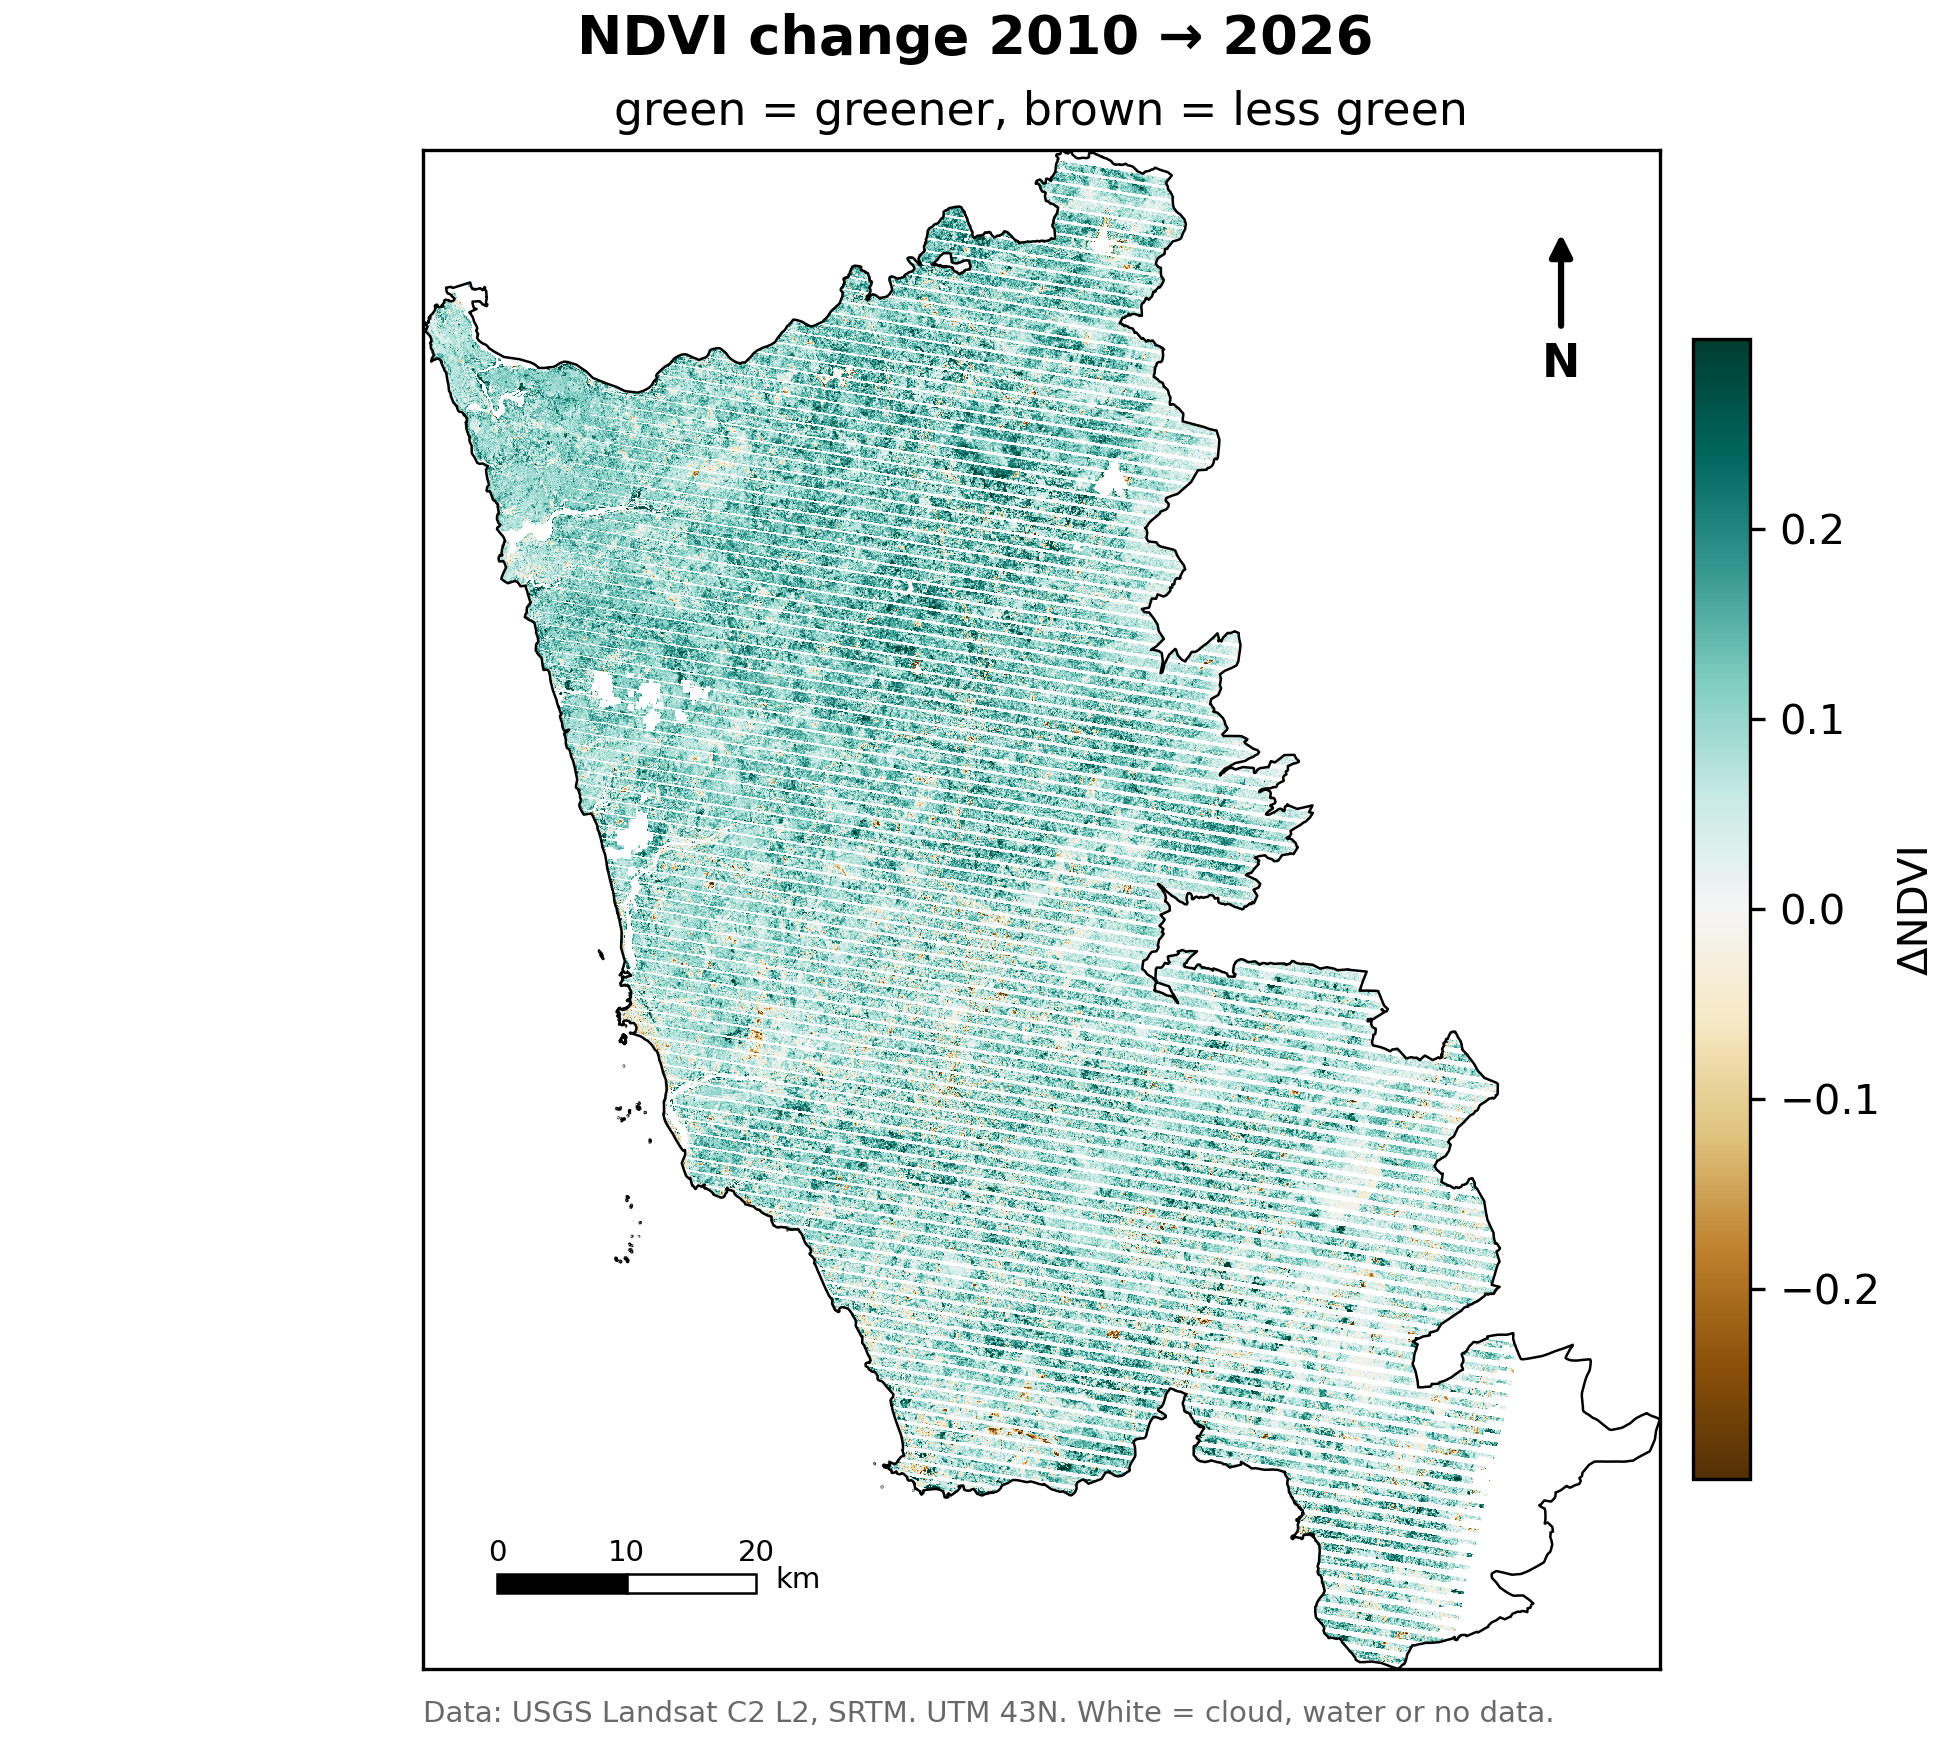 NDVI change 2010 → 2026
green = greener, brown = less green
N
0.2
0.1
0.0
−0.1
−0.2
ΔNDVI
0 10 20
km
Data: USGS Landsat C2 L2, SRTM. UTM 43N. White = cloud, water or no data.